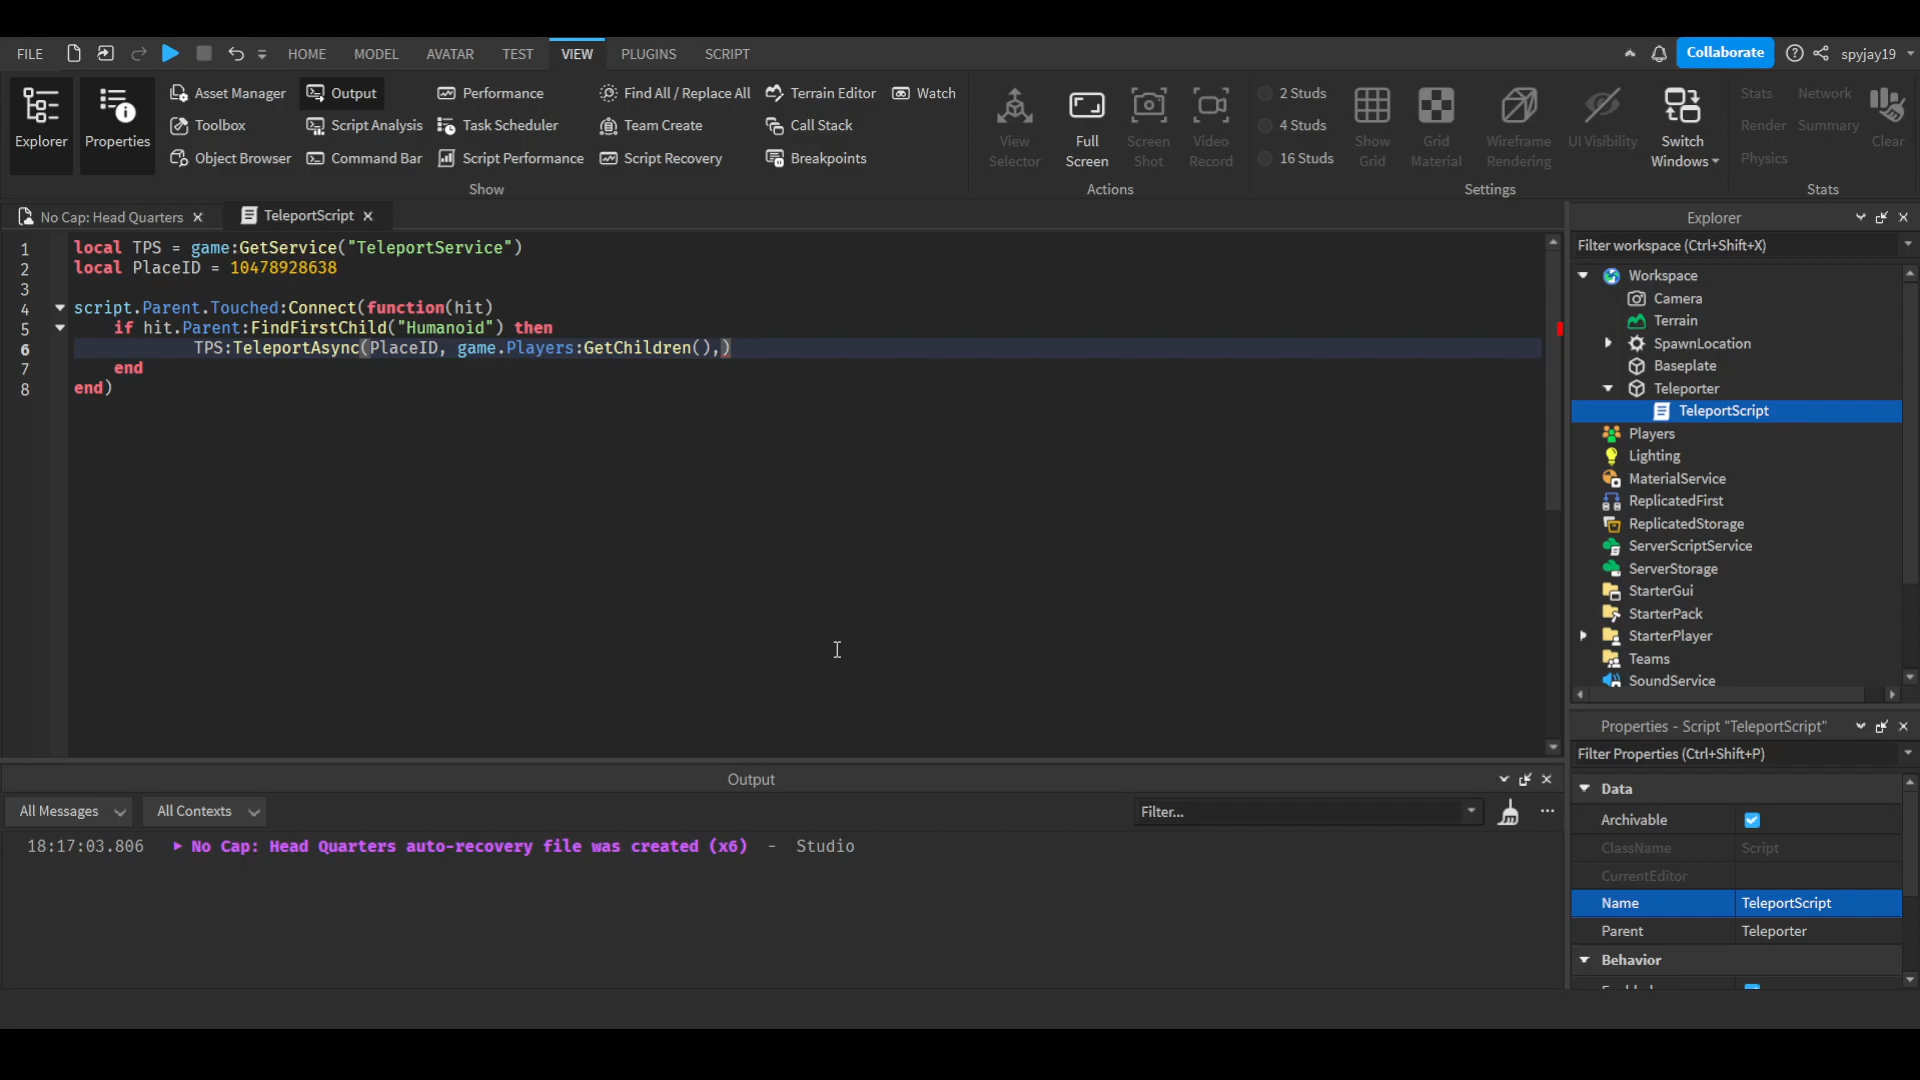 FILE HOME MODEL AVATAR TEST VIEW PLUGINS SCRIPT Collaborate spyjay19
Explorer
Properties
Asset Manager
Toolbox
Object Browser
Output
Script Analysis
Command Bar
Performance
Task Scheduler
Script Performance
Find All / Replace All
Team Create
Script Recovery
Terrain Editor
Call Stack
Breakpoints
Watch
Show
View
Selector
Full
Screen
Screen
Shot
Video
Record
Actions
2 Studs
4 Studs
16 Studs
Show
Grid
Grid
Material
Wireframe
Rendering
UI Visibility
Switch
Windows
Settings
Stats
Network
Render
Summary
Physics
Clear
Stats
No Cap: Head Quarters
TeleportScript
1 local TPS = game:GetService("TeleportService")
2 local PlaceID = 10478928638
3
4 script.Parent.Touched:Connect(function(hit)
5 if hit.Parent:FindFirstChild("Humanoid") then
6 TPS:TeleportAsync(PlaceID, game.Players:GetChildren(),)
7 end
8 end)
Output
All Messages
All Contexts
Filter...
18:17:03.806 No Cap: Head Quarters auto-recovery file was created (x6) - Studio
Explorer
Filter workspace (Ctrl+Shift+X)
Workspace
Camera
Terrain
SpawnLocation
Baseplate
Teleporter
TeleportScript
Players
Lighting
MaterialService
ReplicatedFirst
ReplicatedStorage
ServerScriptService
ServerStorage
StarterGui
StarterPack
StarterPlayer
Teams
SoundService
Properties - Script "TeleportScript"
Filter Properties (Ctrl+Shift+P)
Data
Archivable
ClassName Script
CurrentEditor
Name TeleportScript
Parent Teleporter
Behavior